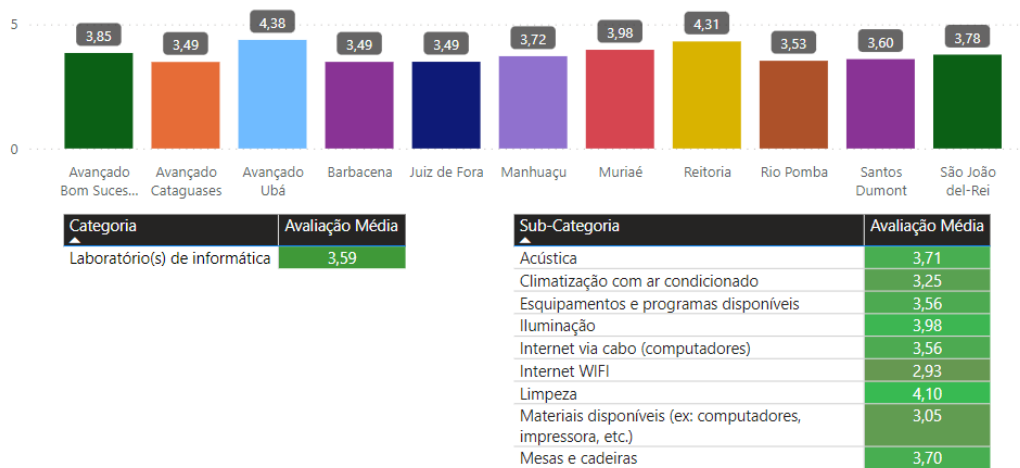 5
3,85
3,49
4,38
3,49
3,49
3,72
3,98
4,31
3,53
3,60
3,78
0
Avançado Bom Suces...
Avançado Cataguases
Avançado Ubá
Barbacena
Juiz de Fora
Manhuaçu
Muriaé
Reitoria
Rio Pomba
Santos Dumont
São João del-Rei
Categoria Avaliação Média
Laboratório(s) de informática 3,59
Sub-Categoria Avaliação Média
Acústica 3,71
Climatização com ar condicionado 3,25
Esquipamentos e programas disponíveis 3,56
Iluminação 3,98
Internet via cabo (computadores) 3,56
Internet WIFI 2,93
Limpeza 4,10
Materiais disponíveis (ex: computadores, 3,05
impressora, etc.)
Mesas e cadeiras 3,70